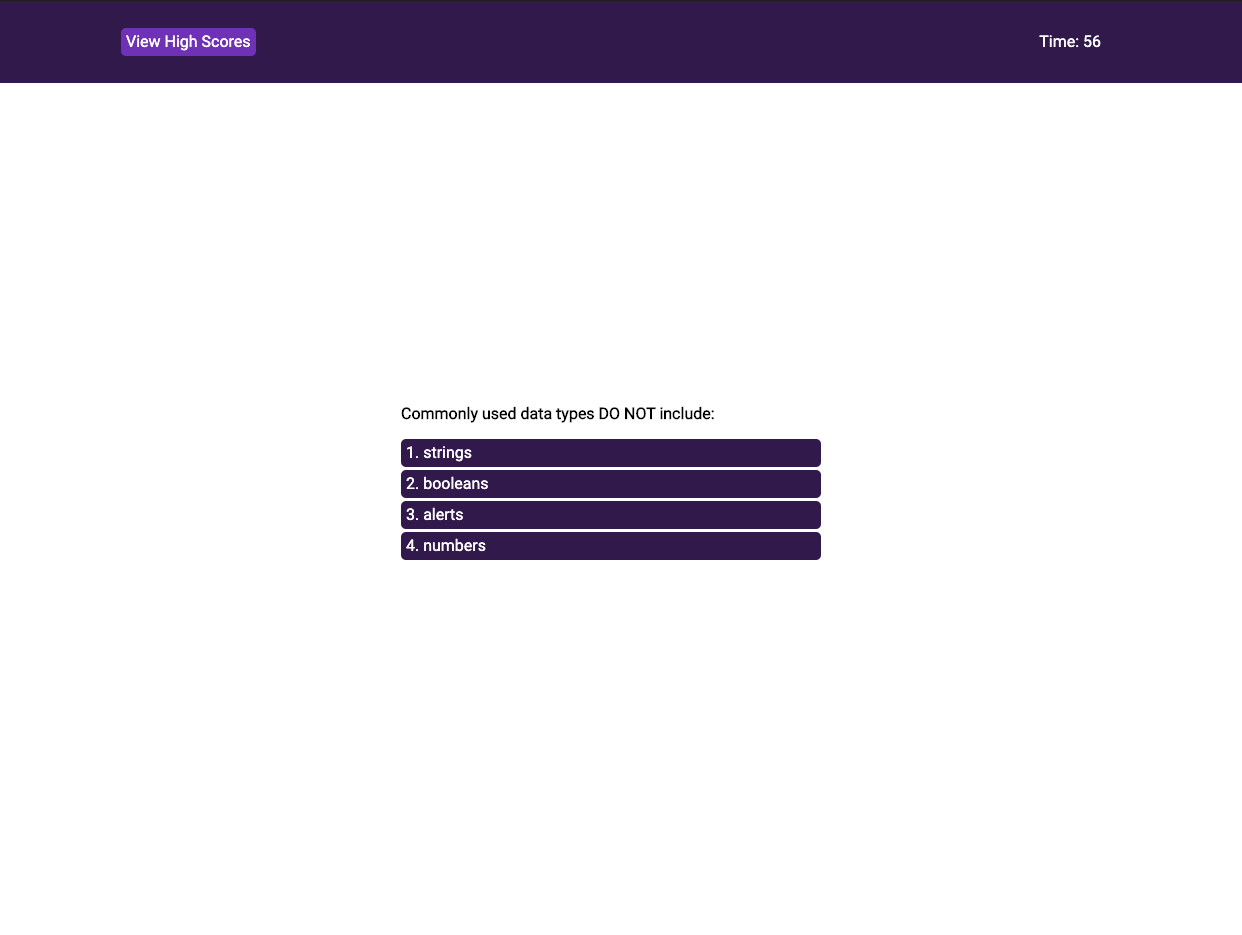 View High Scores
Time: 56
Commonly used data types DO NOT include:
1. strings
2. booleans
3. alerts
4. numbers